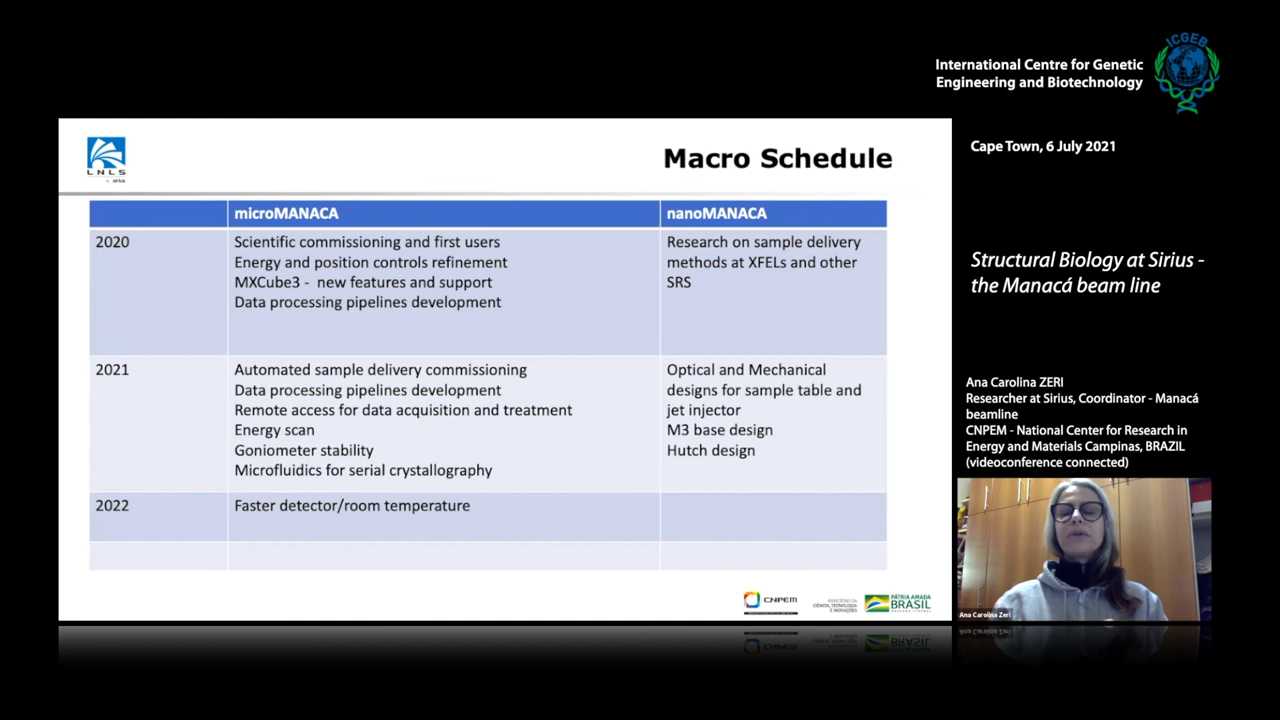 International Centre for Genetic
Engineering and Biotechnology
ICGEB
Cape Town, 6 July 2021
Structural Biology at Sirius -
the Manacá beam line
Ana Carolina ZERI
Researcher at Sirius, Coordinator - Manacá
beamline
CNPEM - National Center for Research in
Energy and Materials Campinas, BRAZIL
(videoconference connected)
Ana Carolina Zeri
LNLS
sirius
Macro Schedule
microMANACA
nanoMANACA
2020
Scientific commissioning and first users
Energy and position controls refinement
MXCube3 - new features and support
Data processing pipelines development
Research on sample delivery
methods at XFELs and other
SRS
2021
Automated sample delivery commissioning
Data processing pipelines development
Remote access for data acquisition and treatment
Energy scan
Goniometer stability
Microfluidics for serial crystallography
Optical and Mechanical
designs for sample table and
jet injector
M3 base design
Hutch design
2022
Faster detector/room temperature
CNPEM
MINISTÉRIO DA
CIÊNCIA, TECNOLOGIA
E INOVAÇÕES
PÁTRIA AMADA
BRASIL